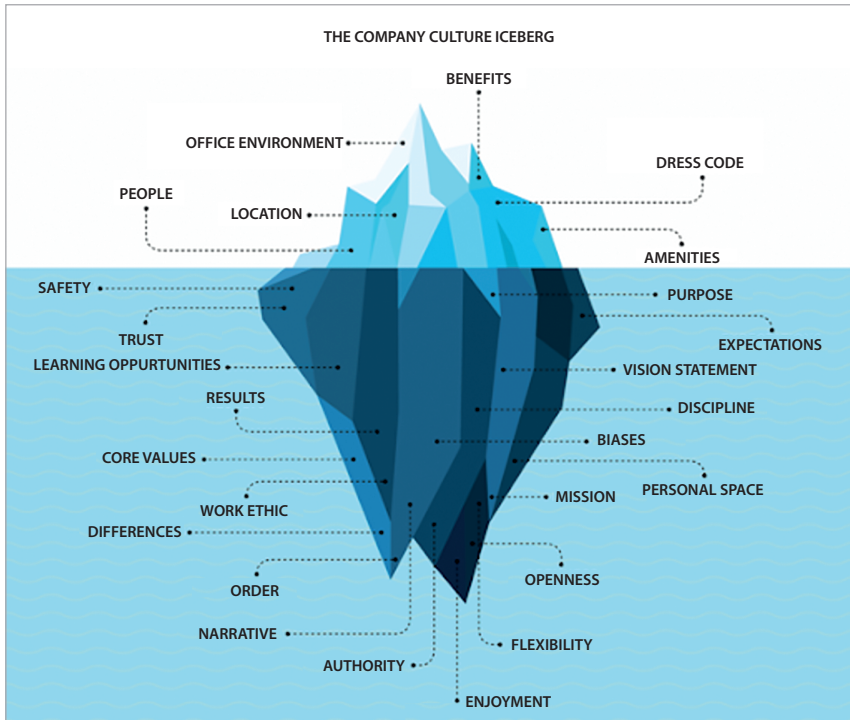 THE COMPANY CULTURE ICEBERG
BENEFITS
OFFICE ENVIRONMENT
DRESS CODE
PEOPLE
LOCATION
AMENITIES
SAFETY
PURPOSE
TRUST
EXPECTATIONS
LEARNING OPPURTUNITIES
VISION STATEMENT
RESULTS
DISCIPLINE
BIASES
CORE VALUES
PERSONAL SPACE
WORK ETHIC
MISSION
DIFFERENCES
OPENNESS
ORDER
NARRATIVE
FLEXIBILITY
AUTHORITY
ENJOYMENT